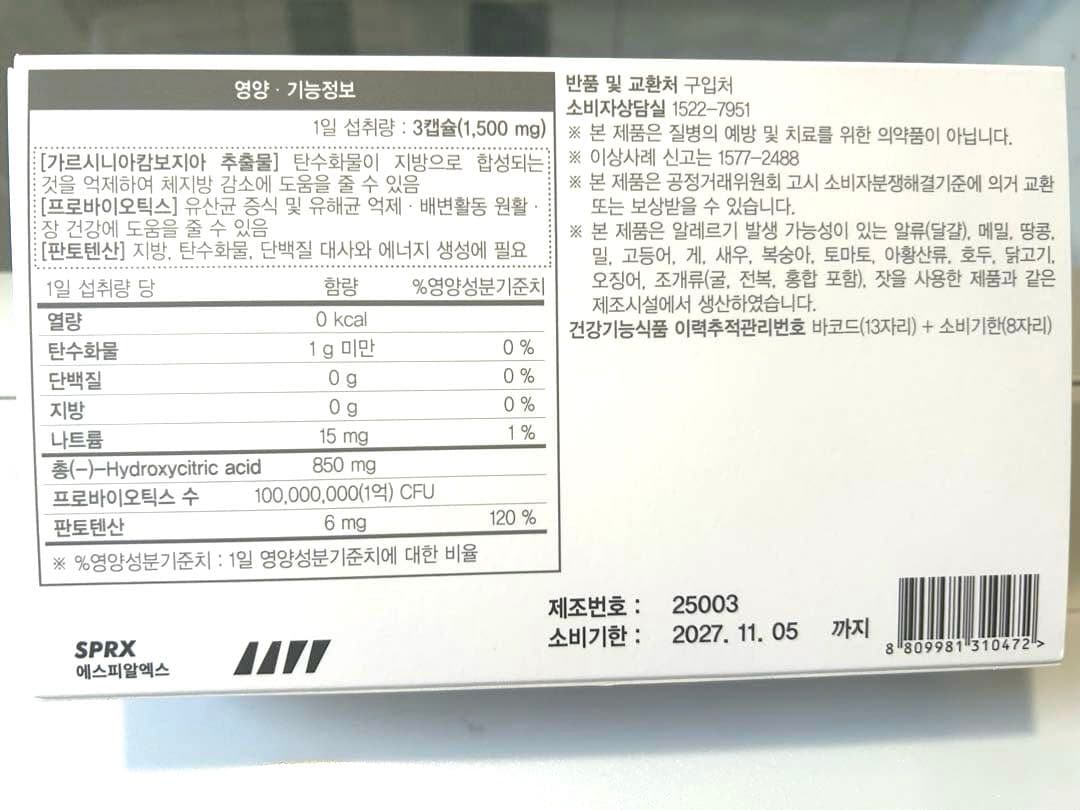 영양 · 기능정보
1일 섭취량 : 3캡슐(1,500 mg)
[가르시니아캄보지아 추출물] 탄수화물이 지방으로 합성되는
것을 억제하여 체지방 감소에 도움을 줄 수 있음
[프로바이오틱스] 유산균 증식 및 유해균 억제 · 배변활동 원활 ·
장 건강에 도움을 줄 수 있음
[판토텐산] 지방, 탄수화물, 단백질 대사와 에너지 생성에 필요
1일 섭취량 당 함량 %영양성분기준치
열량 0 kcal
탄수화물 1 g 미만 0 %
단백질 0 g 0 %
지방 0 g 0 %
나트륨 15 mg 1 %
총(-)-Hydroxycitric acid 850 mg
프로바이오틱스 수 100,000,000(1억) CFU
판토텐산 6 mg 120 %
※ %영양성분기준치 : 1일 영양성분기준치에 대한 비율
반품 및 교환처 구입처
소비자상담실 1522-7951
※ 본 제품은 질병의 예방 및 치료를 위한 의약품이 아닙니다.
※ 이상사례 신고는 1577-2488
※ 본 제품은 공정거래위원회 고시 소비자분쟁해결기준에 의거 교환
또는 보상받을 수 있습니다.
※ 본 제품은 알레르기 발생 가능성이 있는 알류(달걀), 메밀, 땅콩,
밀, 고등어, 게, 새우, 복숭아, 토마토, 아황산류, 호두, 닭고기,
오징어, 조개류(굴, 전복, 홍합 포함), 잣을 사용한 제품과 같은
제조시설에서 생산하였습니다.
건강기능식품 이력추적관리번호 바코드(13자리) + 소비기한(8자리)
제조번호 : 25003
소비기한 : 2027. 11. 05 까지
8 809981 310472 >
SPRX
에스피알엑스